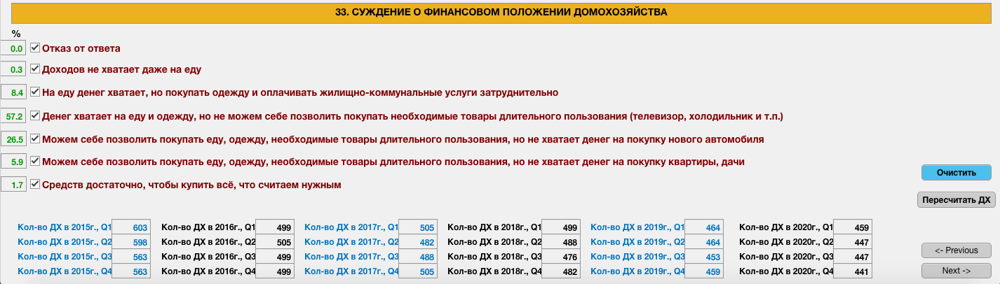 33. СУЖДЕНИЕ О ФИНАНСОВОМ ПОЛОЖЕНИИ ДОМОХОЗЯЙСТВА
%
0.0 Отказ от ответа
0.3 Доходов не хватает даже на еду
8.4 На еду денег хватает, но покупать одежду и оплачивать жилищно-коммунальные услуги затруднительно
57.2 Денег хватает на еду и одежду, но не можем себе позволить покупать необходимые товары длительного пользования (телевизор, холодильник и т.п.)
26.5 Можем себе позволить покупать еду, одежду, необходимые товары длительного пользования, но не хватает денег на покупку нового автомобиля
5.9 Можем себе позволить покупать еду, одежду, необходимые товары длительного пользования, но не хватает денег на покупку квартиры, дачи
Очистить
1.7 Средств достаточно, чтобы купить всё, что считаем нужным
Пересчитать ДХ
Кол-во ДХ в 2015г., Q1 603 Кол-во ДХ в 2016г., Q1 499 Кол-во ДХ в 2017г., Q1 505 Кол-во ДХ в 2018г., Q1 499 Кол-во ДХ в 2019г., Q1 464 Кол-во ДХ в 2020г., Q1 459
Кол-во ДХ в 2015г., Q2 598 Кол-во ДХ в 2016г., Q2 505 Кол-во ДХ в 2017г., Q2 482 Кол-во ДХ в 2018г., Q2 488 Кол-во ДХ в 2019г., Q2 464 Кол-во ДХ в 2020г., Q2 447
Кол-во ДХ в 2015г., Q3 563 Кол-во ДХ в 2016г., Q3 499 Кол-во ДХ в 2017г., Q3 488 Кол-во ДХ в 2018г., Q3 476 Кол-во ДХ в 2019г., Q3 453 Кол-во ДХ в 2020г., Q3 447
<- Previous
Кол-во ДХ в 2015г., Q4 563 Кол-во ДХ в 2016г., Q4 499 Кол-во ДХ в 2017г., Q4 505 Кол-во ДХ в 2018г., Q4 482 Кол-во ДХ в 2019г., Q4 459 Кол-во ДХ в 2020г., Q4 441
Next ->